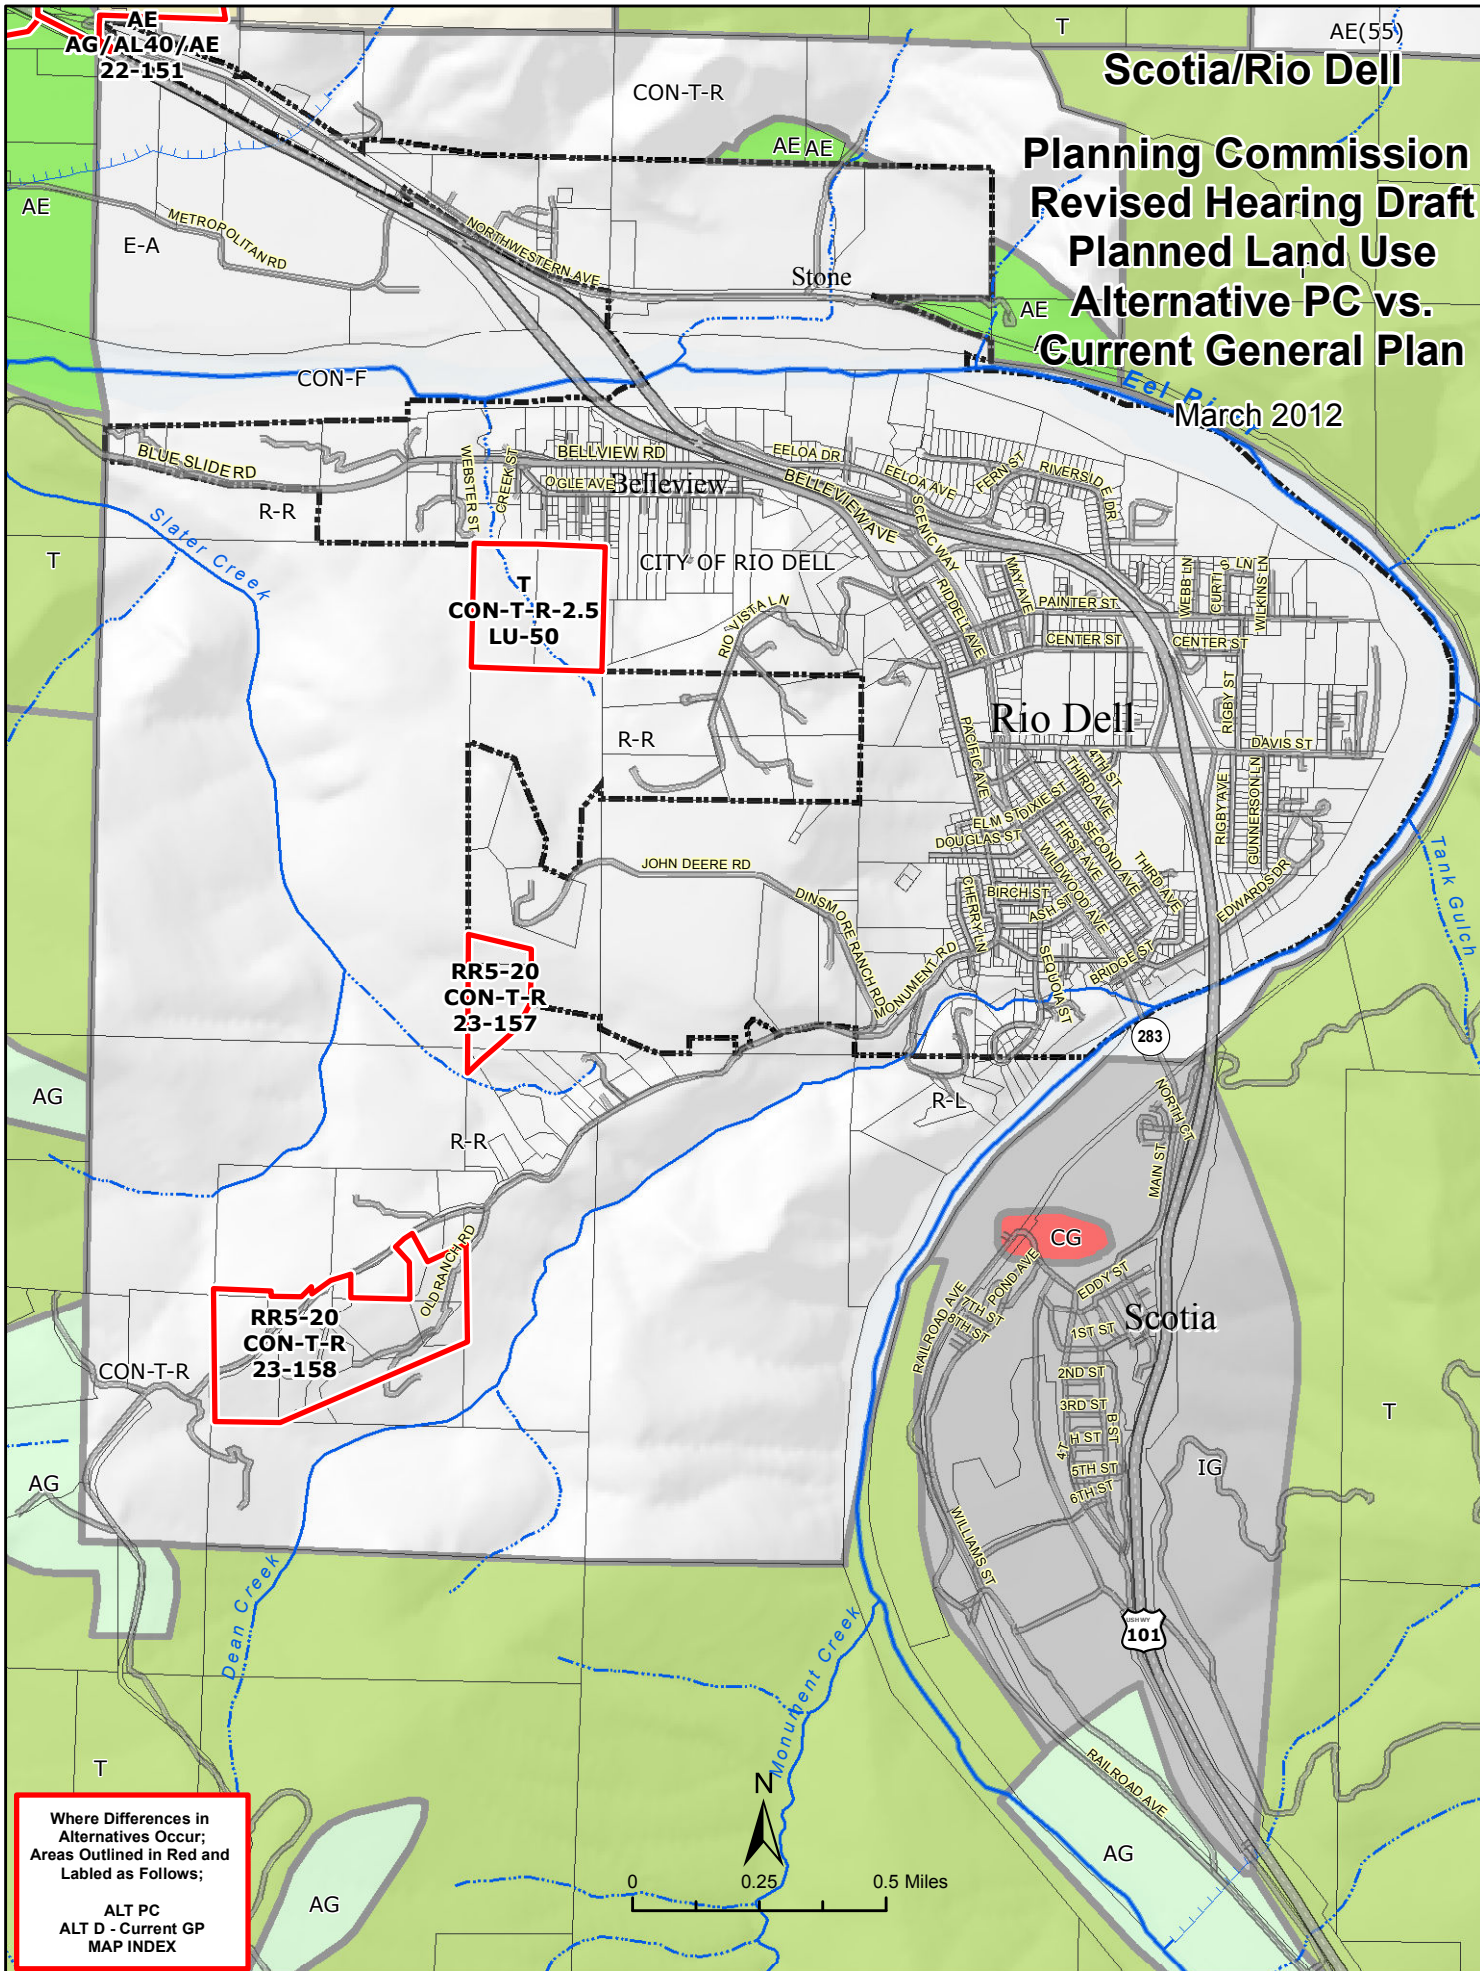 AE
AG/AL40/AE
22-151
T
AE(55)
Scotia/Rio Dell
CON-T-R
Planning Commission
Revised Hearing Draft
Planned Land Use
Alternative PC vs.
Current General Plan
March 2012
AE AE
AE
METROPOLITAN RD
E-A
NORTHWESTERN AVE
Stone
AE
CON-F
BLUE SLIDE RD
WEBSTER ST
CREEK ST
BELLVIEW RD
OGLE AVE
Belleview
EELOA DR
BELLEVIEW AVE
EELOA AVE
SCENIC WAY
FERN ST
RIVERSIDE DR
R-R
Slater Creek
T
T
CON-T-R-2.5
LU-50
CITY OF RIO DELL
RIO VISTA LN
RIDDELL AVE
MAY AVE
PAINTER ST
CENTER ST
WEBB LN
CURTI
S LN
WILKINS LN
CENTER ST
RIGBY ST
R-R
PACIFIC AVE
Rio Dell
DAVIS ST
4TH ST
THIRD AVE
DIXIE ST
ELM ST
DOUGLAS ST
FIRST AVE
SECOND AVE
WILDWOOD AVE
THIRD AVE
RIGBY AVE
GUNNERSON LN
EDWARDS DR
Tank Gulch
JOHN DEERE RD
DINSMORE RANCH RD
CHERRY LN
BIRCH ST
ASH ST
MONUMENT RD
SEQUOIA ST
BRIDGE ST
RR5-20
CON-T-R
23-157
283
AG
R-R
R-L
NORTH CT
MAIN ST
CG
OLD RANCH RD
RR5-20
CON-T-R
23-158
CON-T-R
RAILROAD AVE
POND AVE
7TH ST
8TH ST
EDDY ST
Scotia
1ST ST
2ND ST
3RD ST
B ST
4T H ST
5TH ST
6TH ST
T
IG
AG
WILLIAMS ST
USHWY
101
Dean Creek
Monument Creek
T
RAILROAD AVE
AG
AG
N
0 0.25 0.5 Miles
Where Differences in
Alternatives Occur;
Areas Outlined in Red and
Labled as Follows;
ALT PC
ALT D - Current GP
MAP INDEX